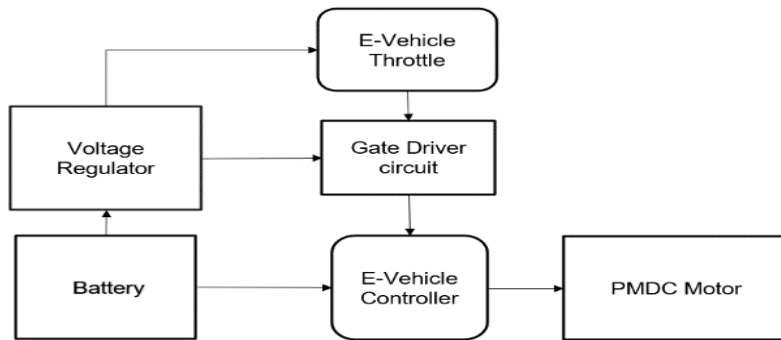 E-Vehicle
Throttle
Voltage
Regulator
Gate Driver
circuit
Battery
E-Vehicle
Controller
PMDC Motor